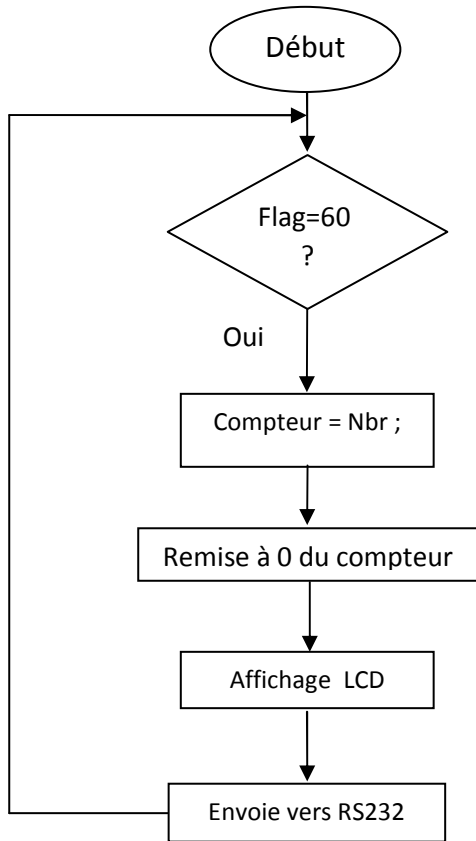 Début
Flag=60
?
Oui
Compteur = Nbr ;
Remise à 0 du compteur
Affichage LCD
Envoie vers RS232